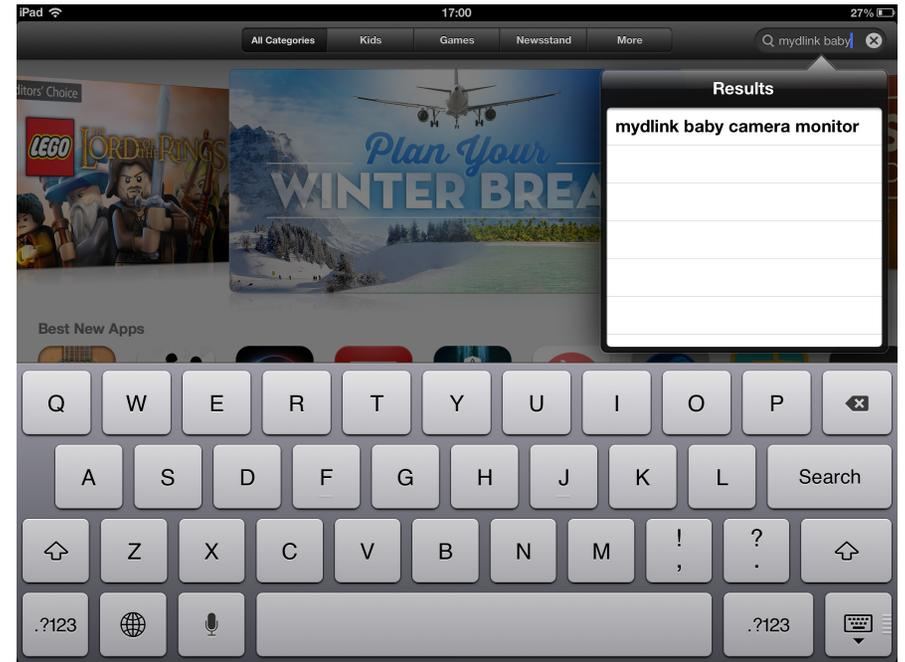 iPad 17:00 27%
All Categories Kids Games Newsstand More mydlink baby
ditors' Choice
Results
LEGO THE LORD OF THE RINGS
Plan Your
WINTER BREA
mydlink baby camera monitor
Best New Apps
Q W E R T Y U I O P
A S D F G H J K L Search
Z X C V B N M ! , ? .
.?123 .?123